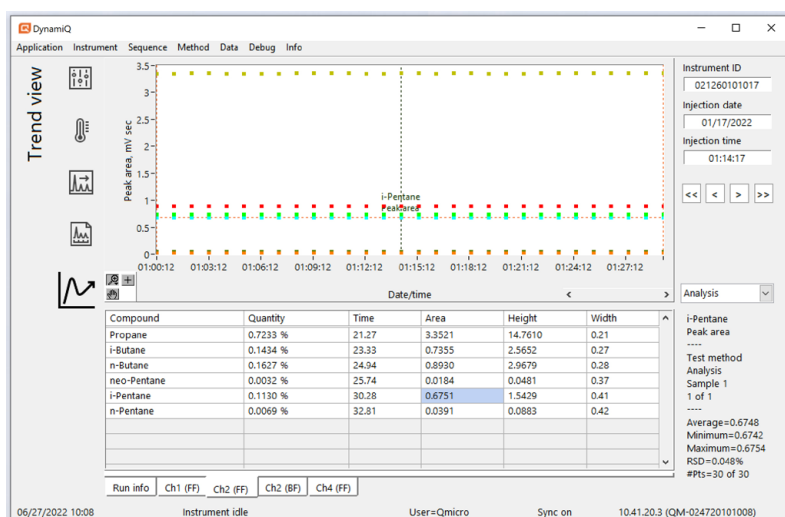 DynamiQ
Application Instrument Sequence Method Data Debug Info
Trend view
Peak area, mV sec
3.5
3
2.5
2
1.5
1
0.5
0
i-Pentane
Peak area
01:00:12 01:03:12 01:06:12 01:09:12 01:12:12 01:15:12 01:18:12 01:21:12 01:24:12 01:27:12
Date/time < >
Instrument ID
021260101017
Injection date
01/17/2022
Injection time
01:14:17
<< < > >>
Analysis
Compound Quantity Time Area Height Width
Propane 0.7233 % 21.27 3.3521 14.7610 0.21
i-Butane 0.1434 % 23.33 0.7355 2.5652 0.27
n-Butane 0.1627 % 24.94 0.8930 2.9679 0.28
neo-Pentane 0.0032 % 25.74 0.0184 0.0481 0.37
i-Pentane 0.1130 % 30.28 0.6751 1.5429 0.41
n-Pentane 0.0069 % 32.81 0.0391 0.0883 0.42
i-Pentane
Peak area
----
Test method
Analysis
Sample 1
1 of 1
----
Average=0.6748
Minimum=0.6742
Maximum=0.6754
RSD=0.048%
#Pts=30 of 30
Run info Ch1 (FF) Ch2 (FF) Ch2 (BF) Ch4 (FF)
06/27/2022 10:08 Instrument idle User=Qmicro Sync on 10.41.20.3 (QM-024720101008)